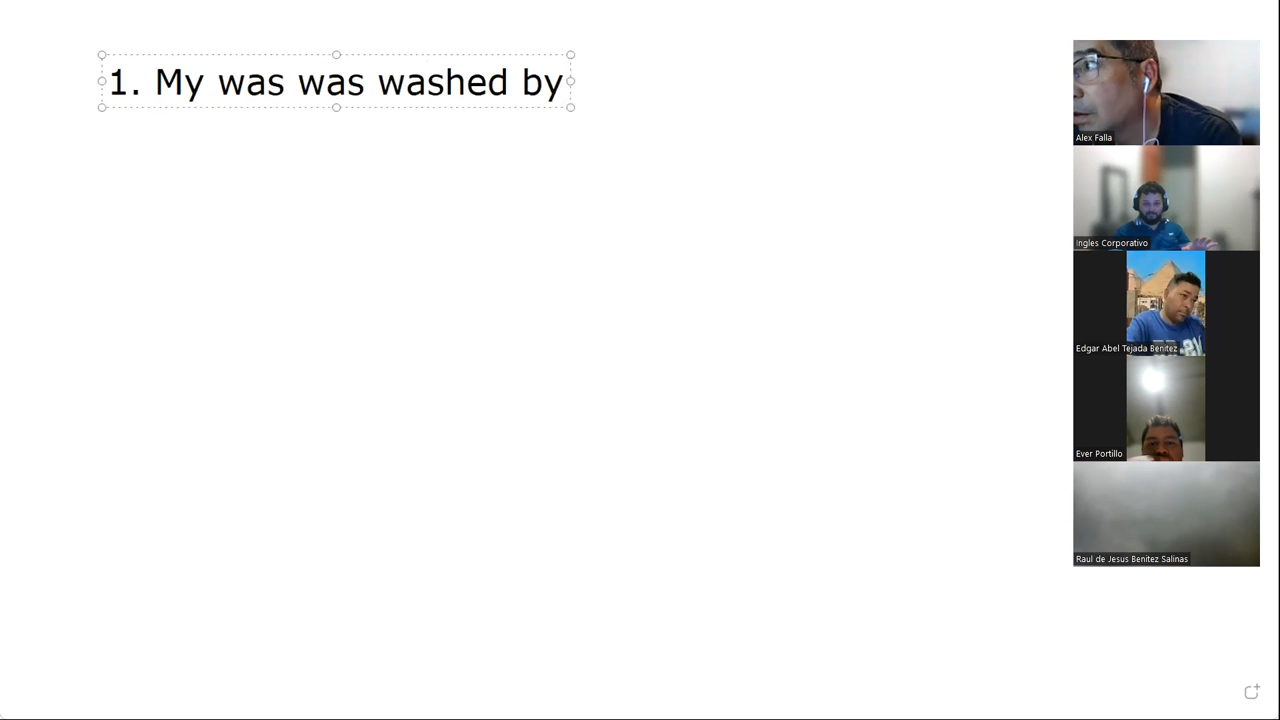 1. My was was washed by
Alex Falla
Ingles Corporativo
Edgar Abel Tejada Benitez
Ever Portillo
Raul de Jesus Benitez Salinas